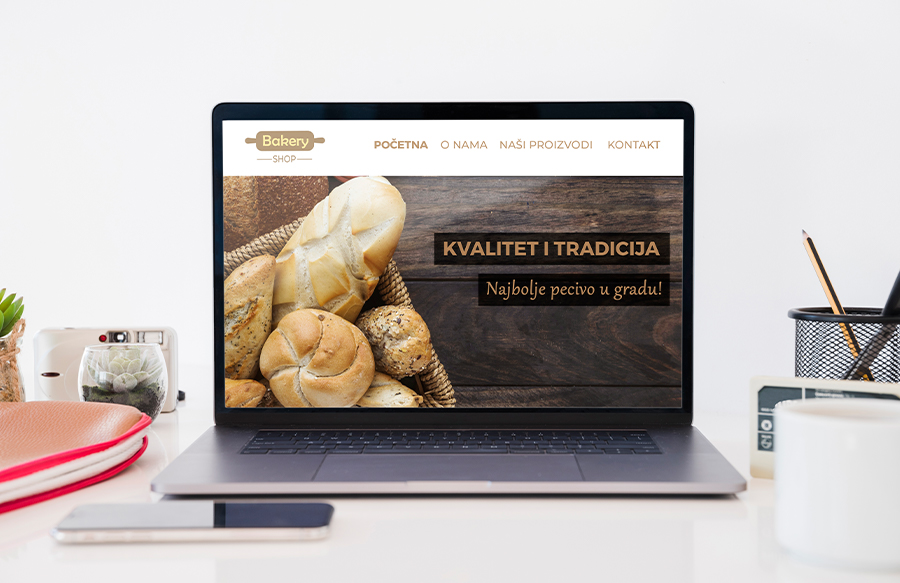 Bakery
SHOP
POČETNA O NAMA NAŠI PROIZVODI KONTAKT
KVALITET I TRADICIJA
Najbolje pecivo u gradu!